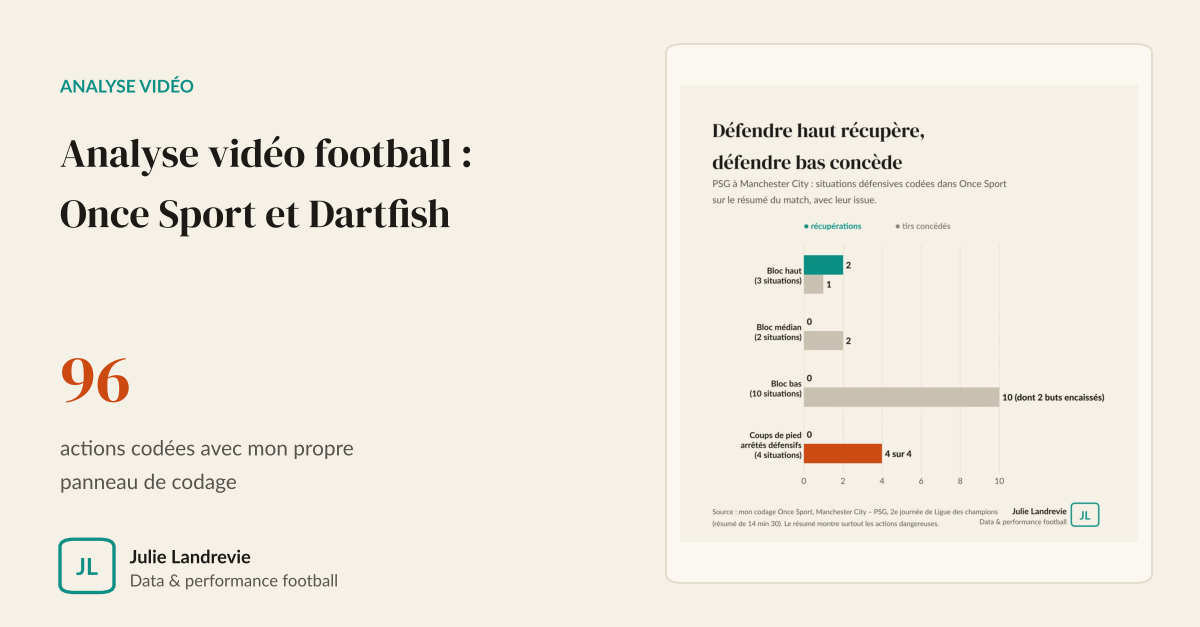 ANALYSE VIDÉO
Analyse vidéo football :
Once Sport et Dartfish
96
actions codées avec mon propre
panneau de codage
JL
Julie Landrevie
Data & performance football
Défendre haut récupère,
défendre bas concède
PSG à Manchester City : situations défensives codées dans Once Sport
sur le résumé du match, avec leur issue.
récupérations
tirs concédés
Bloc haut
(3 situations)
2
1
Bloc médian
(2 situations)
0
2
Bloc bas
(10 situations)
0
10 (dont 2 buts encaissés)
Coups de pied
arrêtés défensifs
(4 situations)
0
4 sur 4
0 2 4 6 8 10
Source : mon codage Once Sport, Manchester City – PSG, 2e journée de Ligue des champions
(résumé de 14 min 30). Le résumé montre surtout les actions dangereuses.
Julie Landrevie
Data & performance football
JL